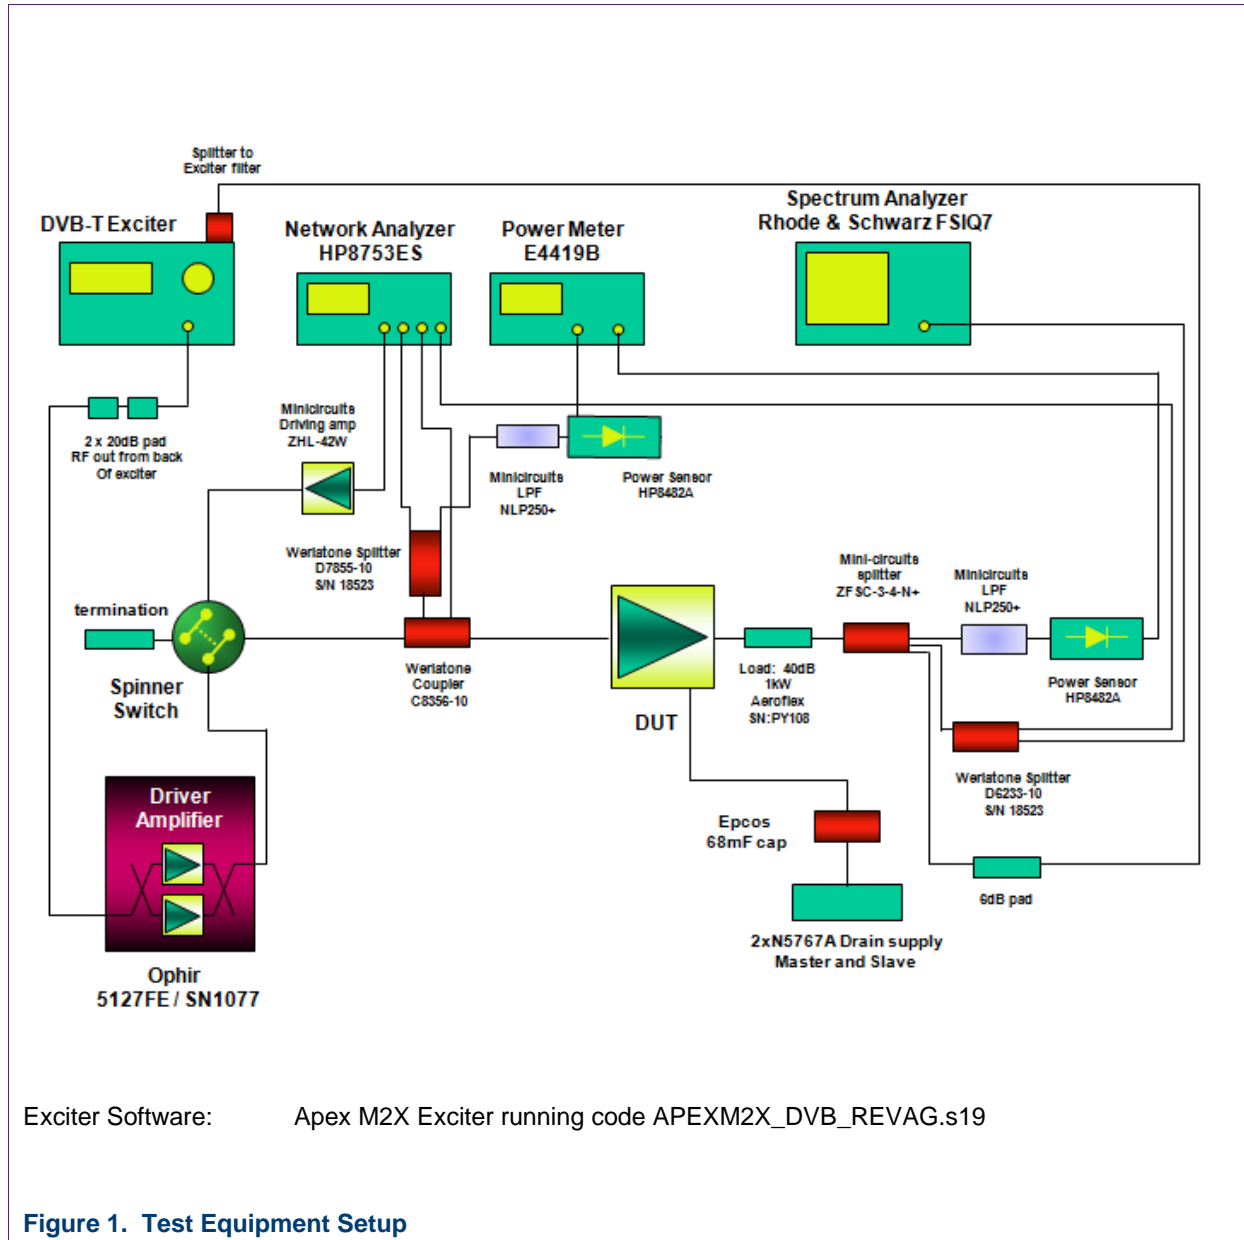 Splitter to
Exciter filter
DVB-T Exciter
Network Analyzer
HP8753ES
Power Meter
E4419B
Spectrum Analyzer
Rhode & Schwarz FSIQ7
2 x 20dB pad
RF out from back
Of exciter
Minicircuits
Driving amp
ZHL-42W
Minicircuits
LPF
NLP250+
Power Sensor
HP8482A
Werlatone Splitter
D7855-10
S/N 18523
termination
Spinner
Switch
Werlatone
Coupler
C8356-10
DUT
Load: 40dB
1kW
Aeroflex
SN:PY108
Mini-circuits
splitter
ZFSC-3-4-N+
Minicircuits
LPF
NLP250+
Power Sensor
HP8482A
Werlatone Splitter
D6233-10
S/N 18523
Driver
Amplifier
Epcos
68mF cap
6dB pad
2xN5767A Drain supply
Master and Slave
Ophir
5127FE / SN1077
Exciter Software: Apex M2X Exciter running code APEXM2X_DVB_REVAG.s19
Figure 1. Test Equipment Setup